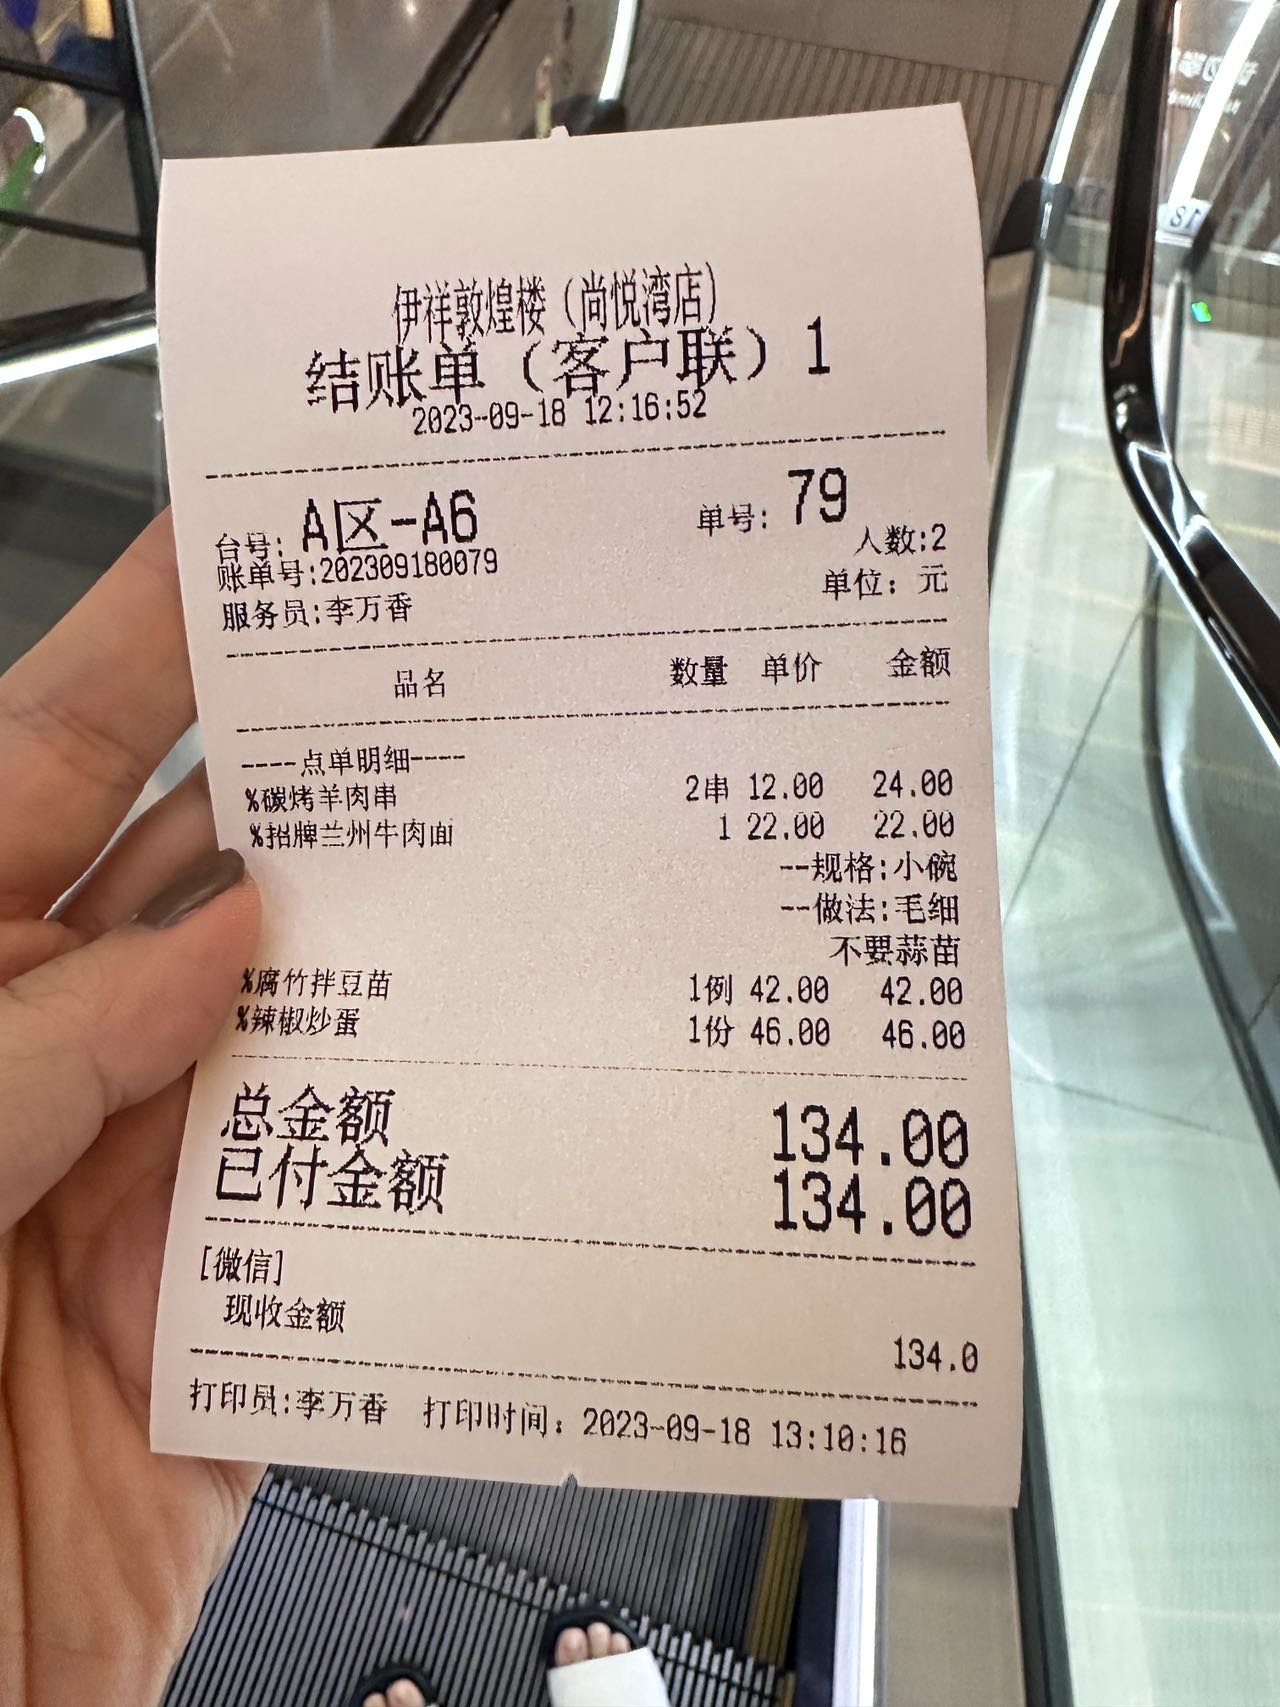 伊祥敦煌楼（尚悦湾店）
结账单（客户联）1
2023-09-18 12:16:52
台号: A区-A6 单号: 79
账单号:202309180079 人数:2
服务员:李万香 单位: 元
品名 数量 单价 金额
----点单明细----
%碳烤羊肉串 2串 12.00 24.00
%招牌兰州牛肉面 1 22.00 22.00
--规格:小碗
--做法:毛细
不要蒜苗
%腐竹拌豆苗 1例 42.00 42.00
%辣椒炒蛋 1份 46.00 46.00
总金额 134.00
已付金额 134.00
[微信]
现收金额 134.0
打印员:李万香 打印时间: 2023-09-18 13:10:16